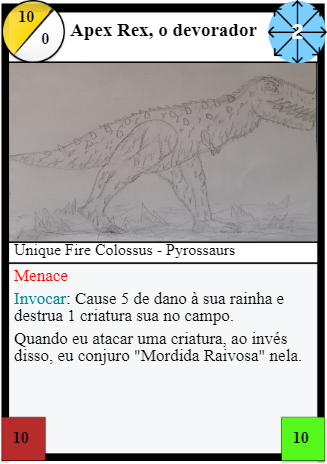 10
0
Apex Rex, o devorador
2
Unique Fire Colossus - Pyrossaurs
Menace
Invocar: Cause 5 de dano à sua rainha e
destrua 1 criatura sua no campo.
Quando eu atacar uma criatura, ao invés
disso, eu conjuro "Mordida Raivosa" nela.
10
10